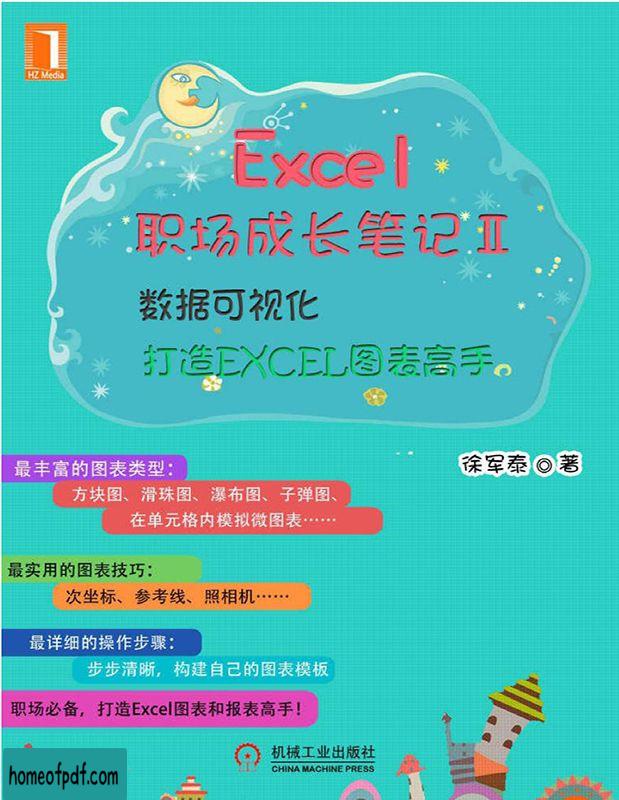 HZ Media
Excel
职场成长笔记Ⅱ
数据可视化
打造EXCEL图表高手
徐军泰◎著
最丰富的图表类型：
方块图、滑珠图、瀑布图、子弹图、
在单元格内模拟微图表……
最实用的图表技巧：
次坐标、参考线、照相机……
最详细的操作步骤：
步步清晰，构建自己的图表模板
职场必备，打造Excel图表和报表高手！
机械工业出版社
CHINA MACHINE PRESS
homeofpdf.com